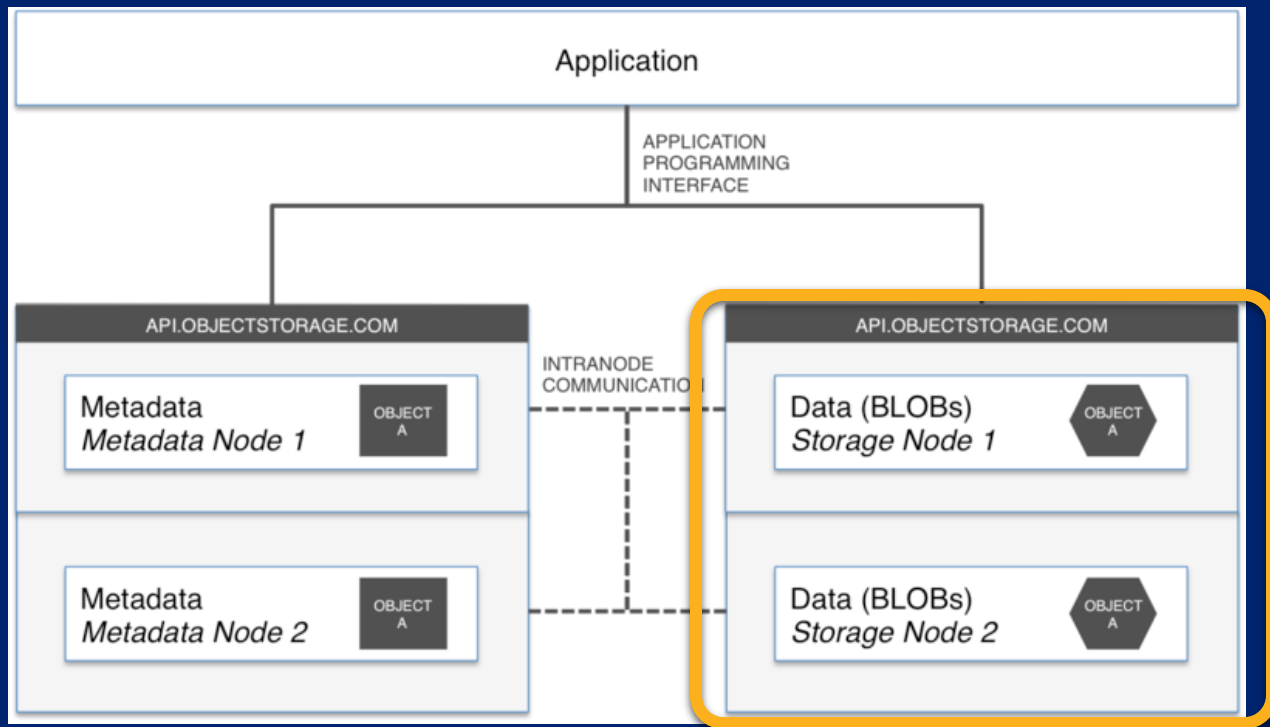 Application
APPLICATION
PROGRAMMING
INTERFACE
API.OBJECTSTORAGE.COM
API.OBJECTSTORAGE.COM
INTRANODE
COMMUNICATION
Metadata
Metadata Node 1
OBJECT
A
Data (BLOBs)
Storage Node 1
OBJECT
A
Metadata
Metadata Node 2
OBJECT
A
Data (BLOBs)
Storage Node 2
OBJECT
A